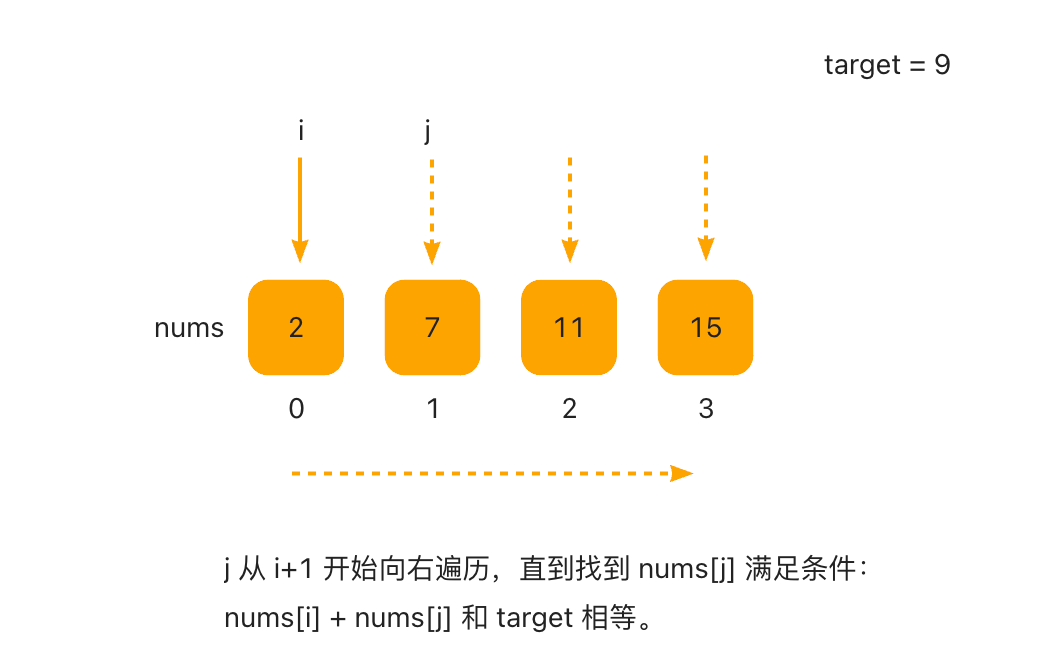 target = 9
i j
nums 2 7 11 15
0 1 2 3
j 从 i+1 开始向右遍历，直到找到 nums[j] 满足条件：
nums[i] + nums[j] 和 target 相等。